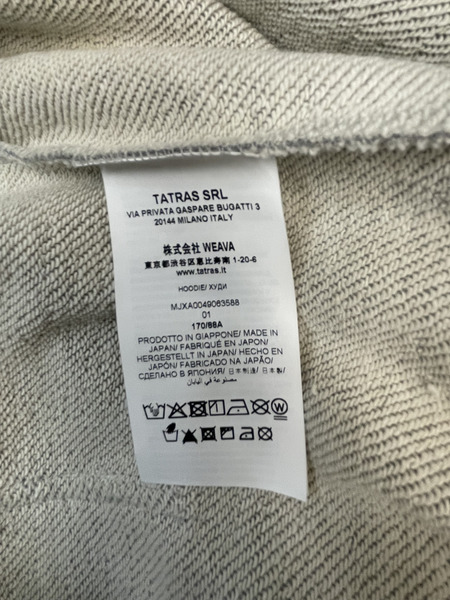 TATRAS SRL
VIA PRIVATA GASPARE BUGATTI 3
20144 MILANO ITALY
株式会社 WEAVA
東京都渋谷区恵比寿南 1-20-6
www.tatras.it
HOODIE/ ХУДИ
MJXA0049063588
01
170/88A
PRODOTTO IN GIAPPONE/ MADE IN
JAPAN/ FABRIQUÉ EN JAPON/
HERGESTELLT IN JAPAN/ HECHO EN
JAPÓN/ FABRICADO NA JAPÃO/
СДЕЛАНО В ЯПОНИЯ/ 日本制造/ 日本製/
مصنوعة في اليابان